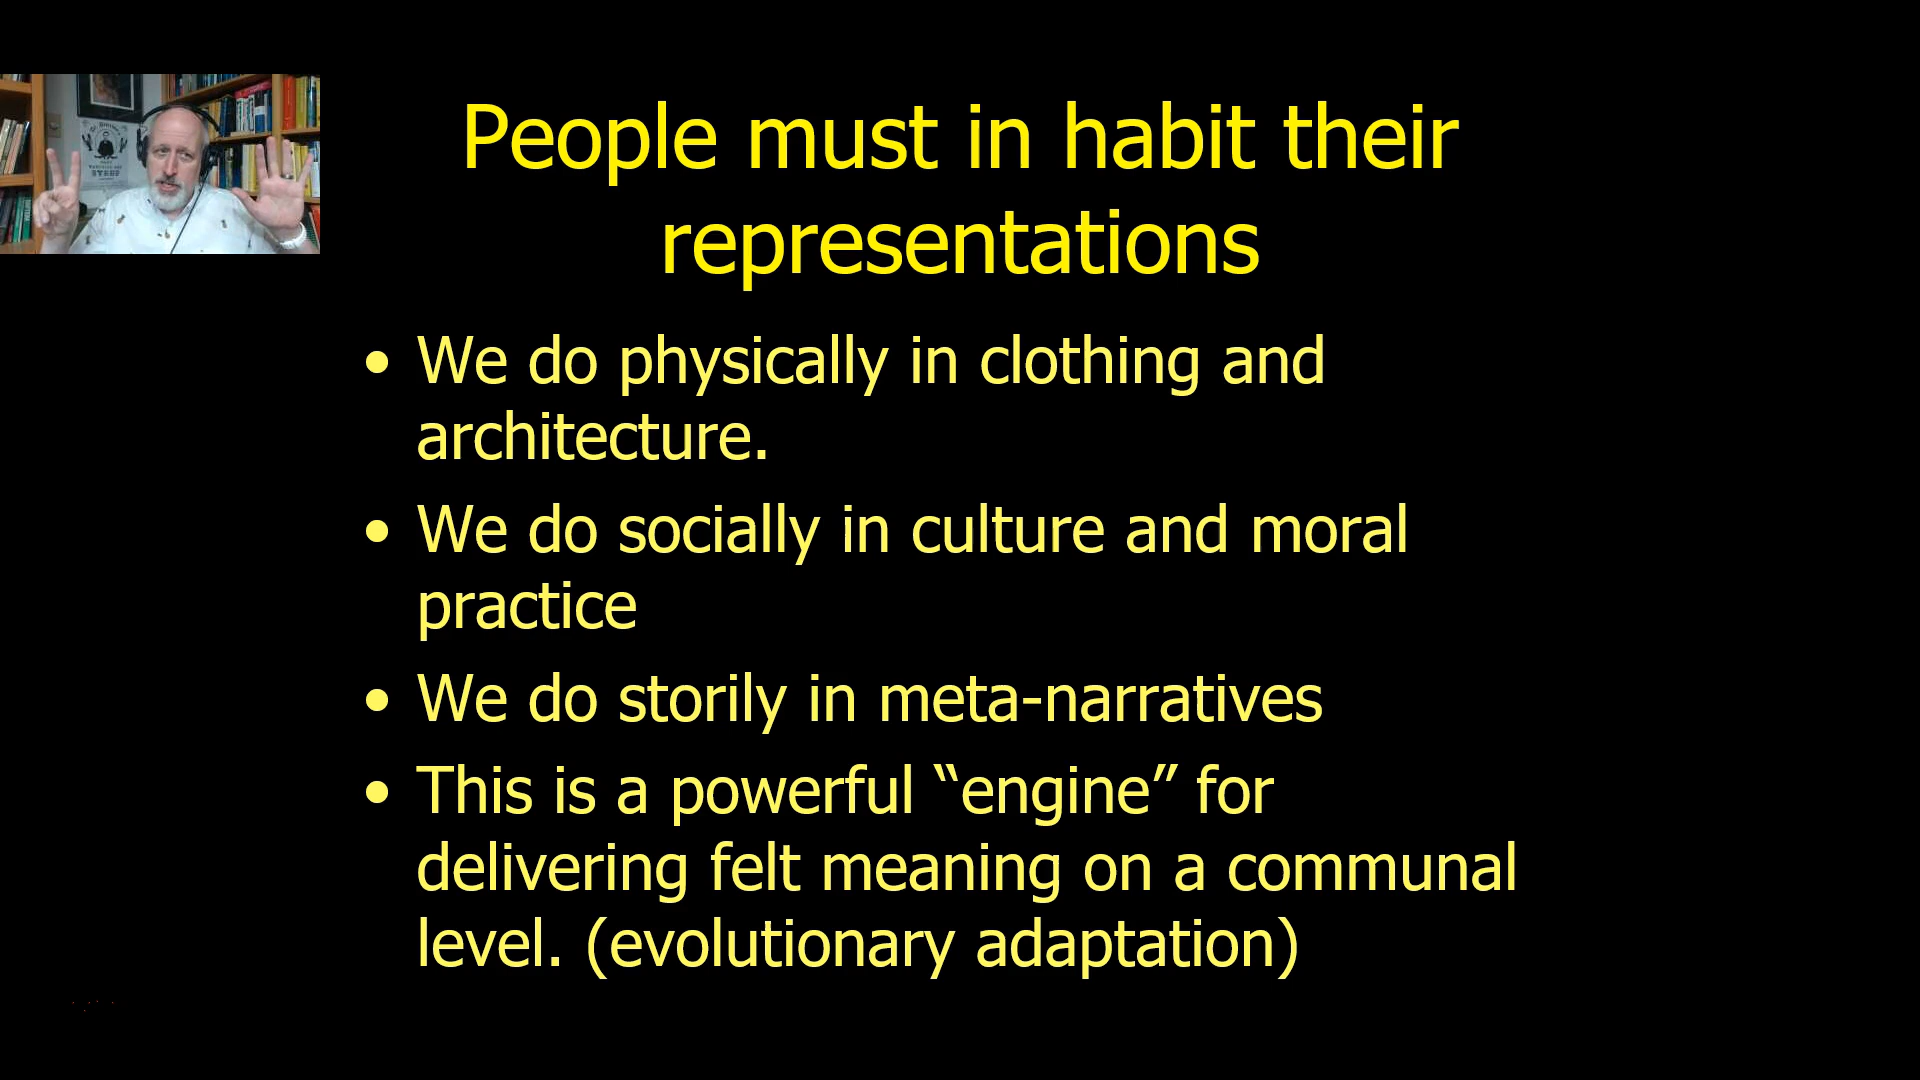 People must in habit their
representations
• We do physically in clothing and
architecture.
• We do socially in culture and moral
practice
• We do storily in meta-narratives
• This is a powerful “engine” for
delivering felt meaning on a communal
level. (evolutionary adaptation)